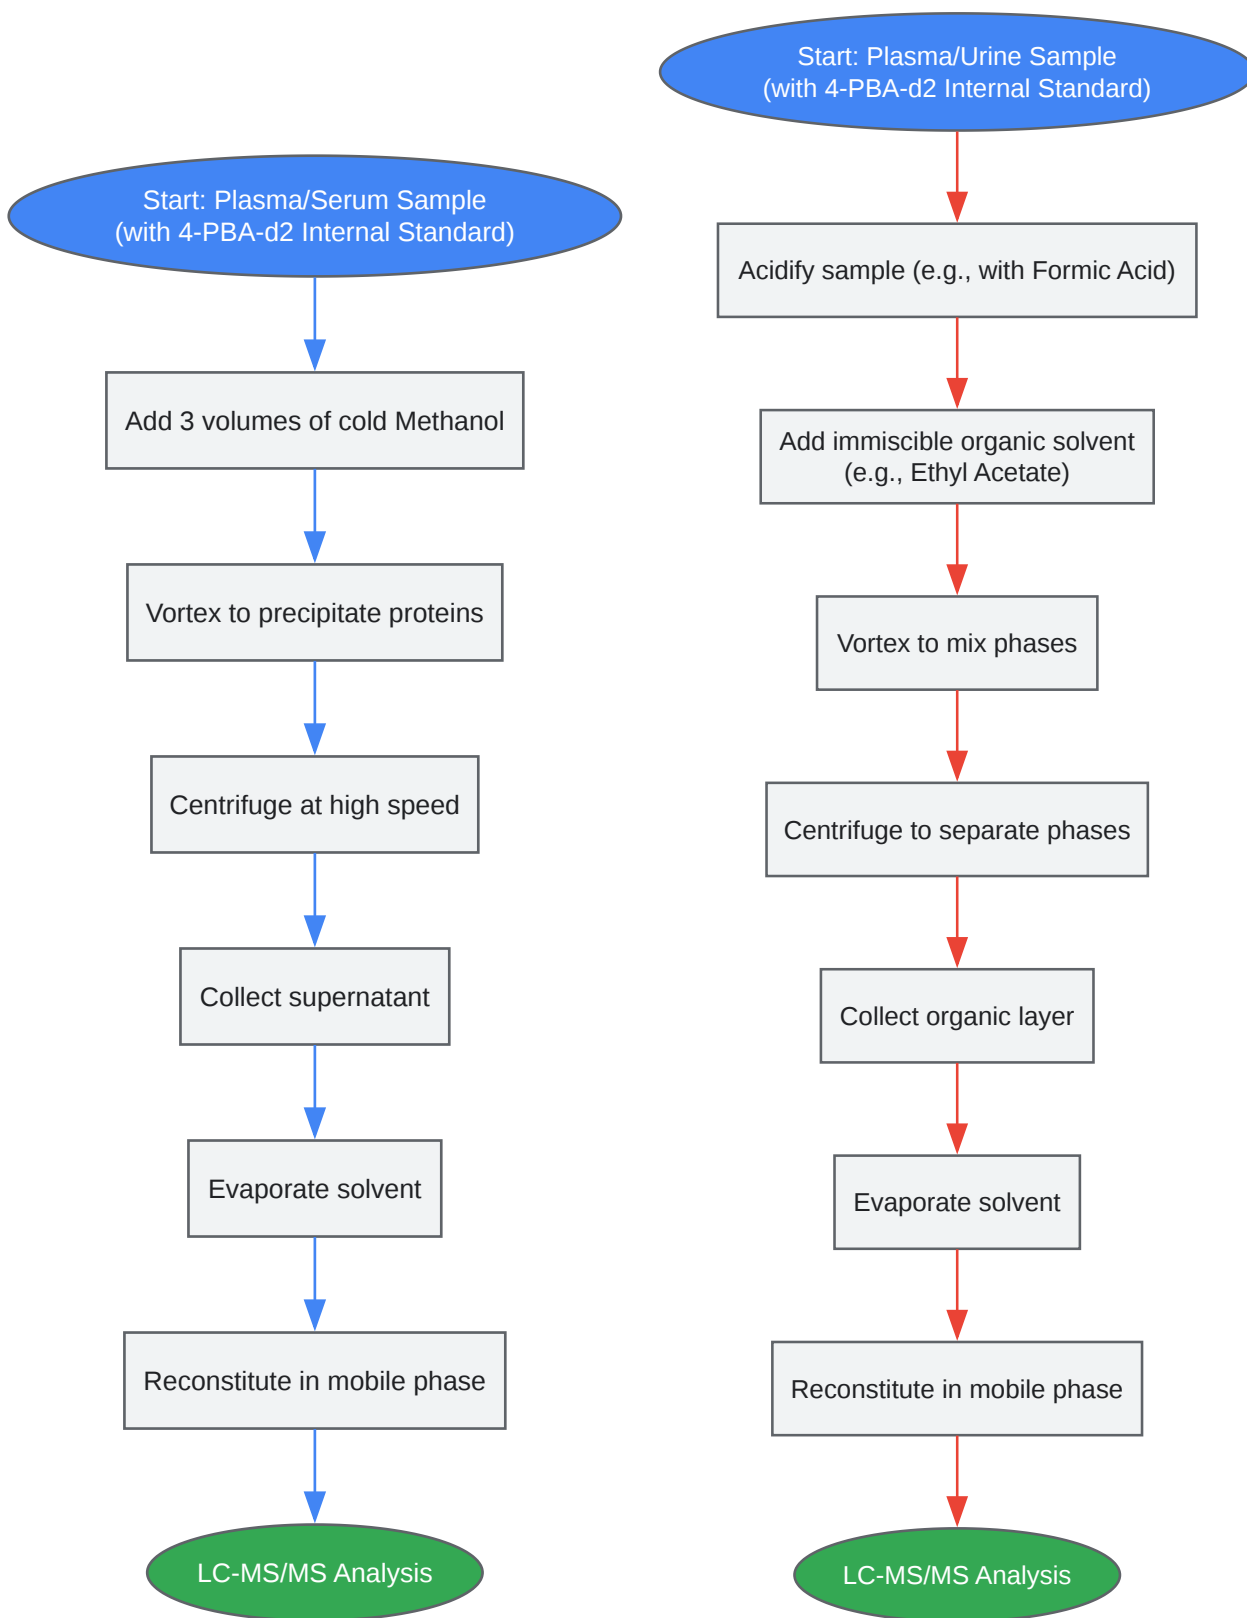 Start: Plasma/Serum Sample
(with 4-PBA-d2 Internal Standard)
Add 3 volumes of cold Methanol
Vortex to precipitate proteins
Centrifuge at high speed
Collect supernatant
Evaporate solvent
Reconstitute in mobile phase
LC-MS/MS Analysis
Start: Plasma/Urine Sample
(with 4-PBA-d2 Internal Standard)
Acidify sample (e.g., with Formic Acid)
Add immiscible organic solvent
(e.g., Ethyl Acetate)
Vortex to mix phases
Centrifuge to separate phases
Collect organic layer
Evaporate solvent
Reconstitute in mobile phase
LC-MS/MS Analysis